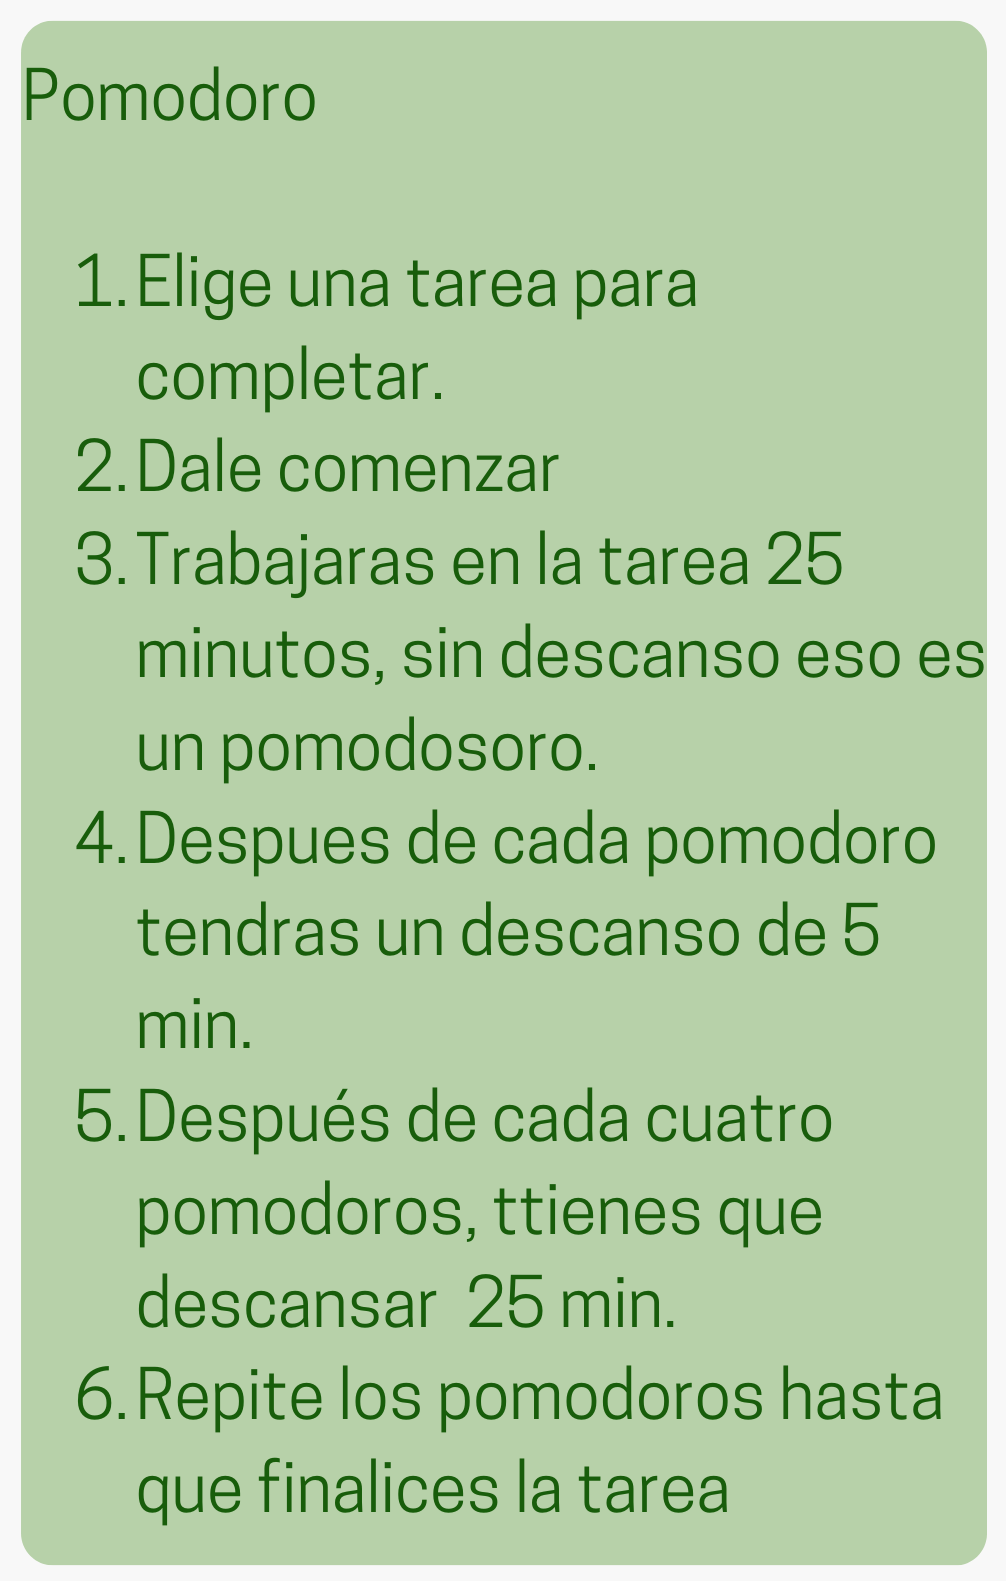 Pomodoro
1. Elige una tarea para
completar.
2. Dale comenzar
3. Trabajaras en la tarea 25
minutos, sin descanso eso es
un pomodosoro.
4. Despues de cada pomodoro
tendras un descanso de 5
min.
5. Después de cada cuatro
pomodoros, ttienes que
descansar  25 min.
6. Repite los pomodoros hasta
que finalices la tarea